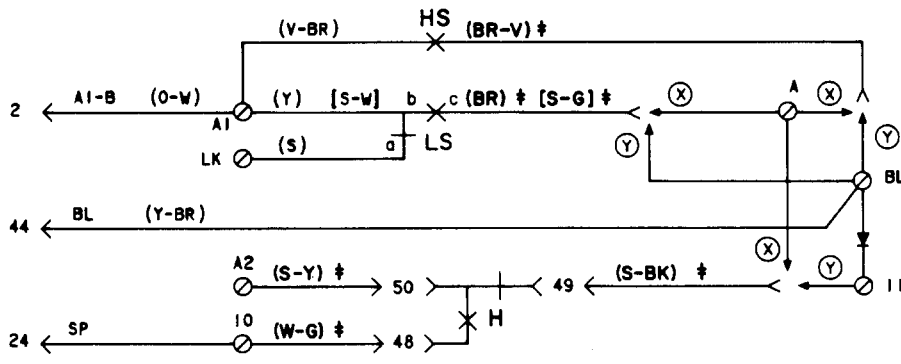 HS
(V-BR) (BR-V) ‡
2 A1-B (O-W) A1 (Y) [S-W] b c (BR) ‡ [S-G] ‡ X A X
LK (S) a LS Y Y
BL
44 BL (Y-BR)
X
A2 (S-Y) ‡ 50 49 (S-BK) ‡ Y 11
H
24 SP 10 (W-G) ‡ 48